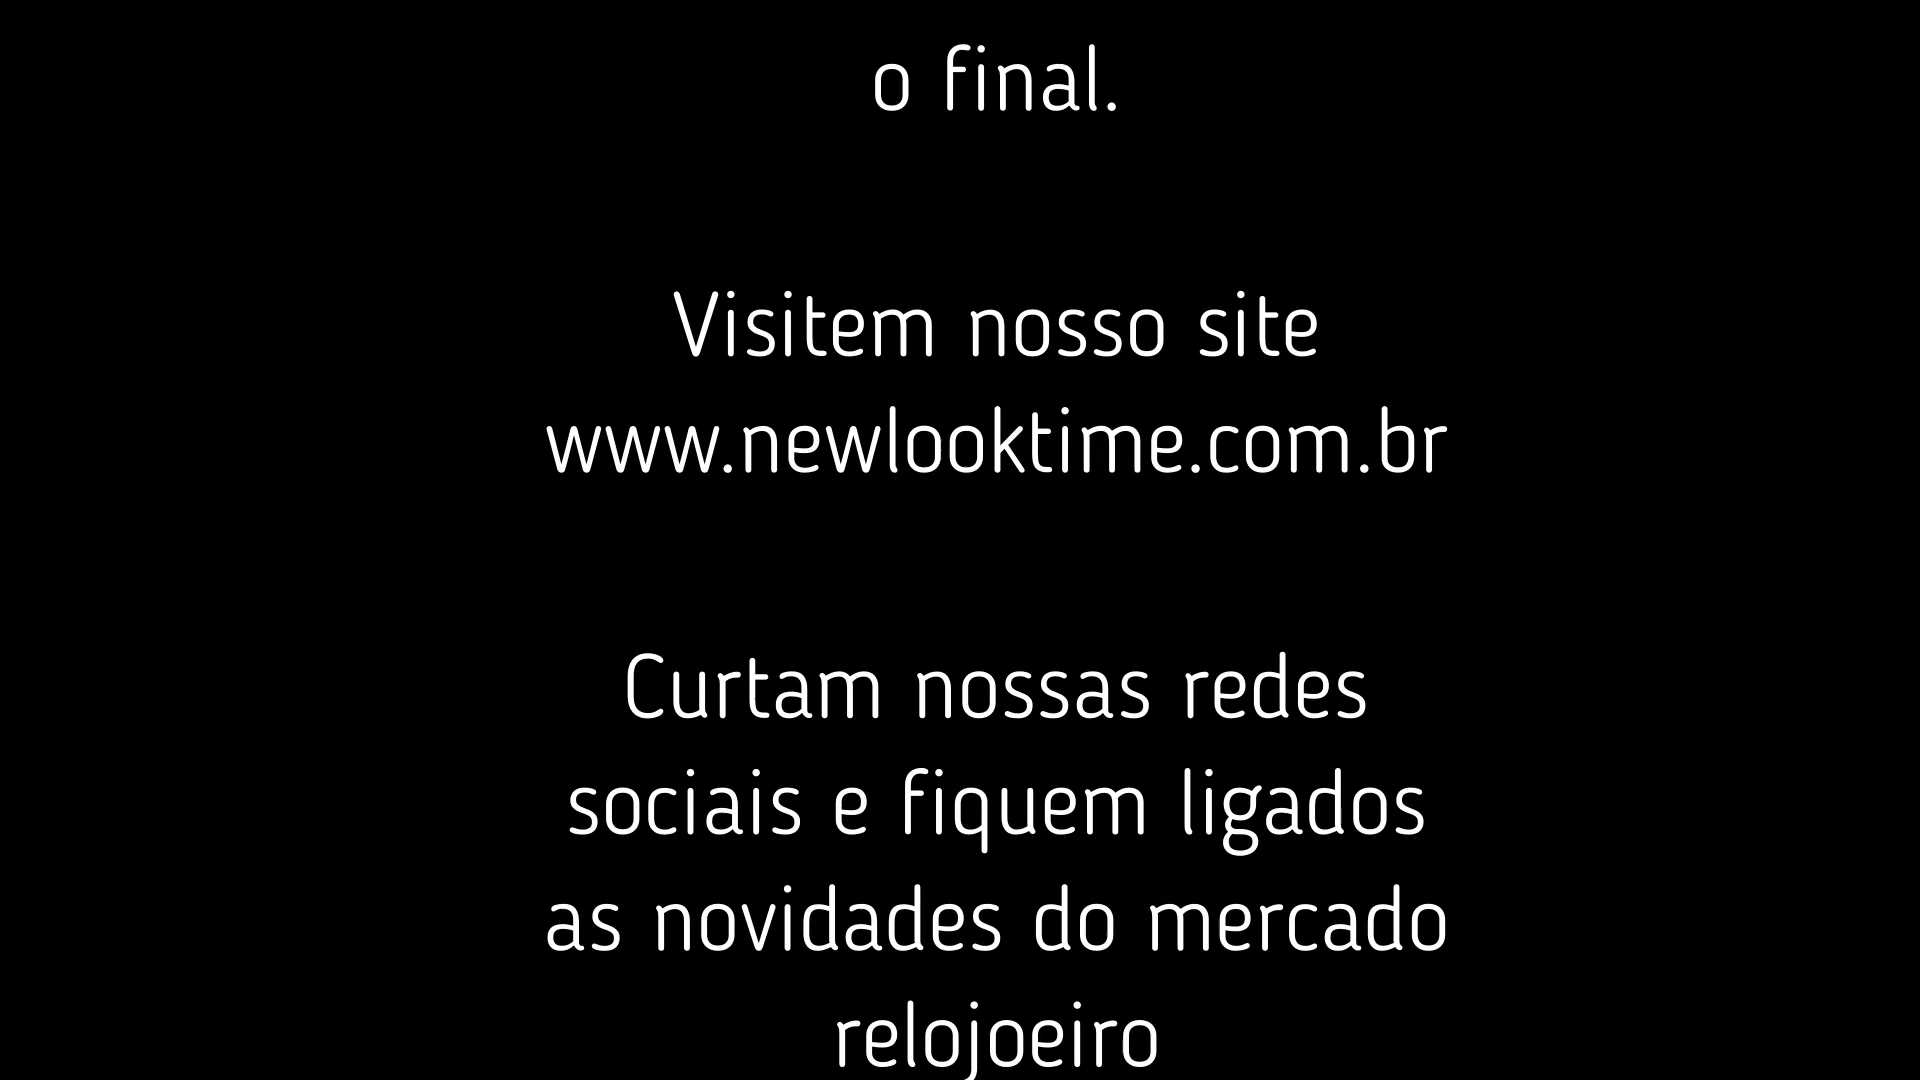 o final.
Visitem nosso site
www.newlooktime.com.br
Curtam nossas redes
sociais e fiquem ligados
as novidades do mercado
relojoeiro